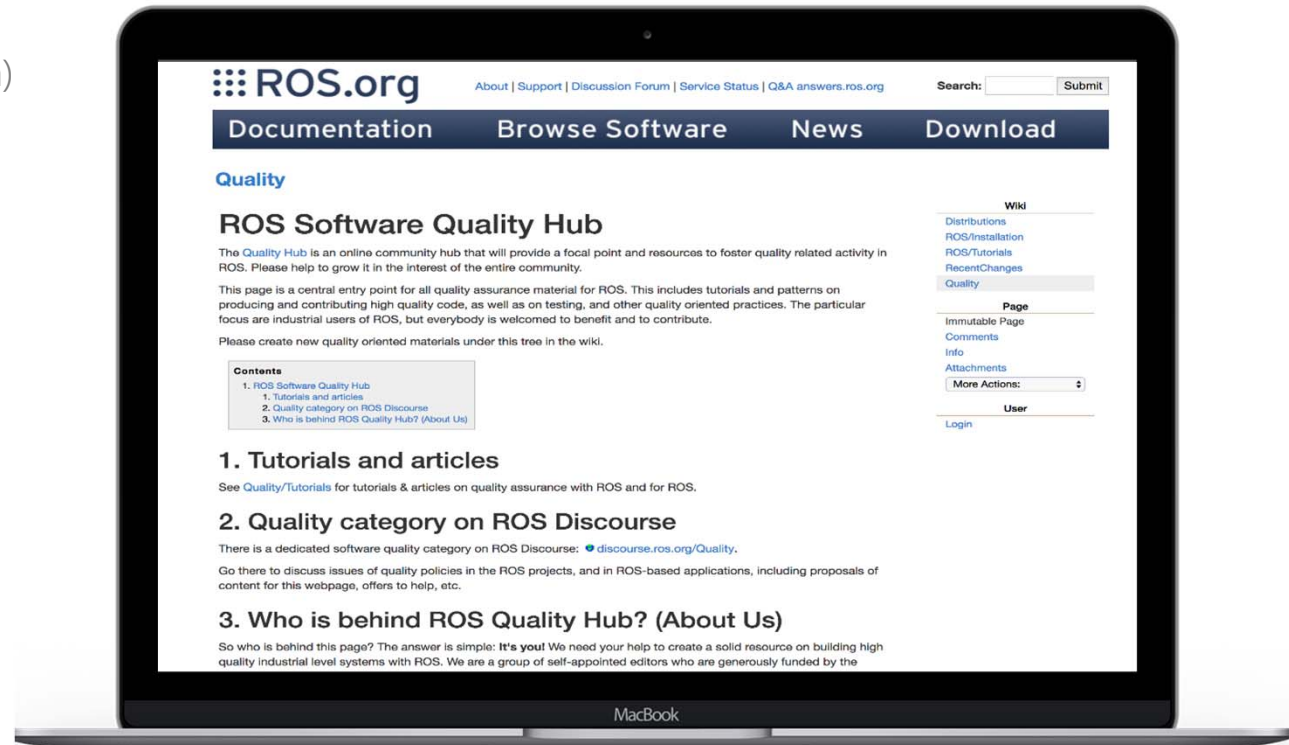 )
ROS.org
About | Support | Discussion Forum | Service Status | Q&A answers.ros.org
Search:
Submit
Documentation
Browse Software
News
Download
Quality
ROS Software Quality Hub
The Quality Hub is an online community hub that will provide a focal point and resources to foster quality related activity in
ROS. Please help to grow it in the interest of the entire community.
This page is a central entry point for all quality assurance material for ROS. This includes tutorials and patterns on
producing and contributing high quality code, as well as on testing, and other quality oriented practices. The particular
focus are industrial users of ROS, but everybody is welcomed to benefit and to contribute.
Please create new quality oriented materials under this tree in the wiki.
Contents
1. ROS Software Quality Hub
1. Tutorials and articles
2. Quality category on ROS Discourse
3. Who is behind ROS Quality Hub? (About Us)
1. Tutorials and articles
See Quality/Tutorials for tutorials & articles on quality assurance with ROS and for ROS.
2. Quality category on ROS Discourse
There is a dedicated software quality category on ROS Discourse: discourse.ros.org/Quality.
Go there to discuss issues of quality policies in the ROS projects, and in ROS-based applications, including proposals of
content for this webpage, offers to help, etc.
3. Who is behind ROS Quality Hub? (About Us)
So who is behind this page? The answer is simple: It's you! We need your help to create a solid resource on building high
quality industrial level systems with ROS. We are a group of self-appointed editors who are generously funded by the
Wiki
Distributions
ROS/Installation
ROS/Tutorials
RecentChanges
Quality
Page
Immutable Page
Comments
Info
Attachments
More Actions:
User
Login
MacBook